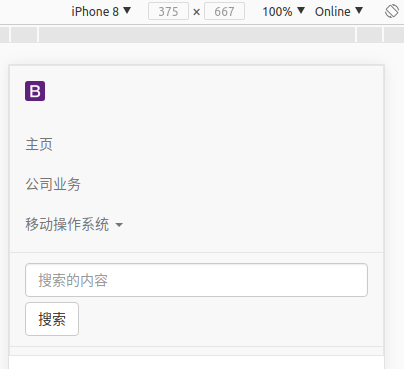 iPhone 8 ▼ 375 × 667 100% ▼ Online ▼
B
主页
公司业务
移动操作系统
搜索的内容
搜索